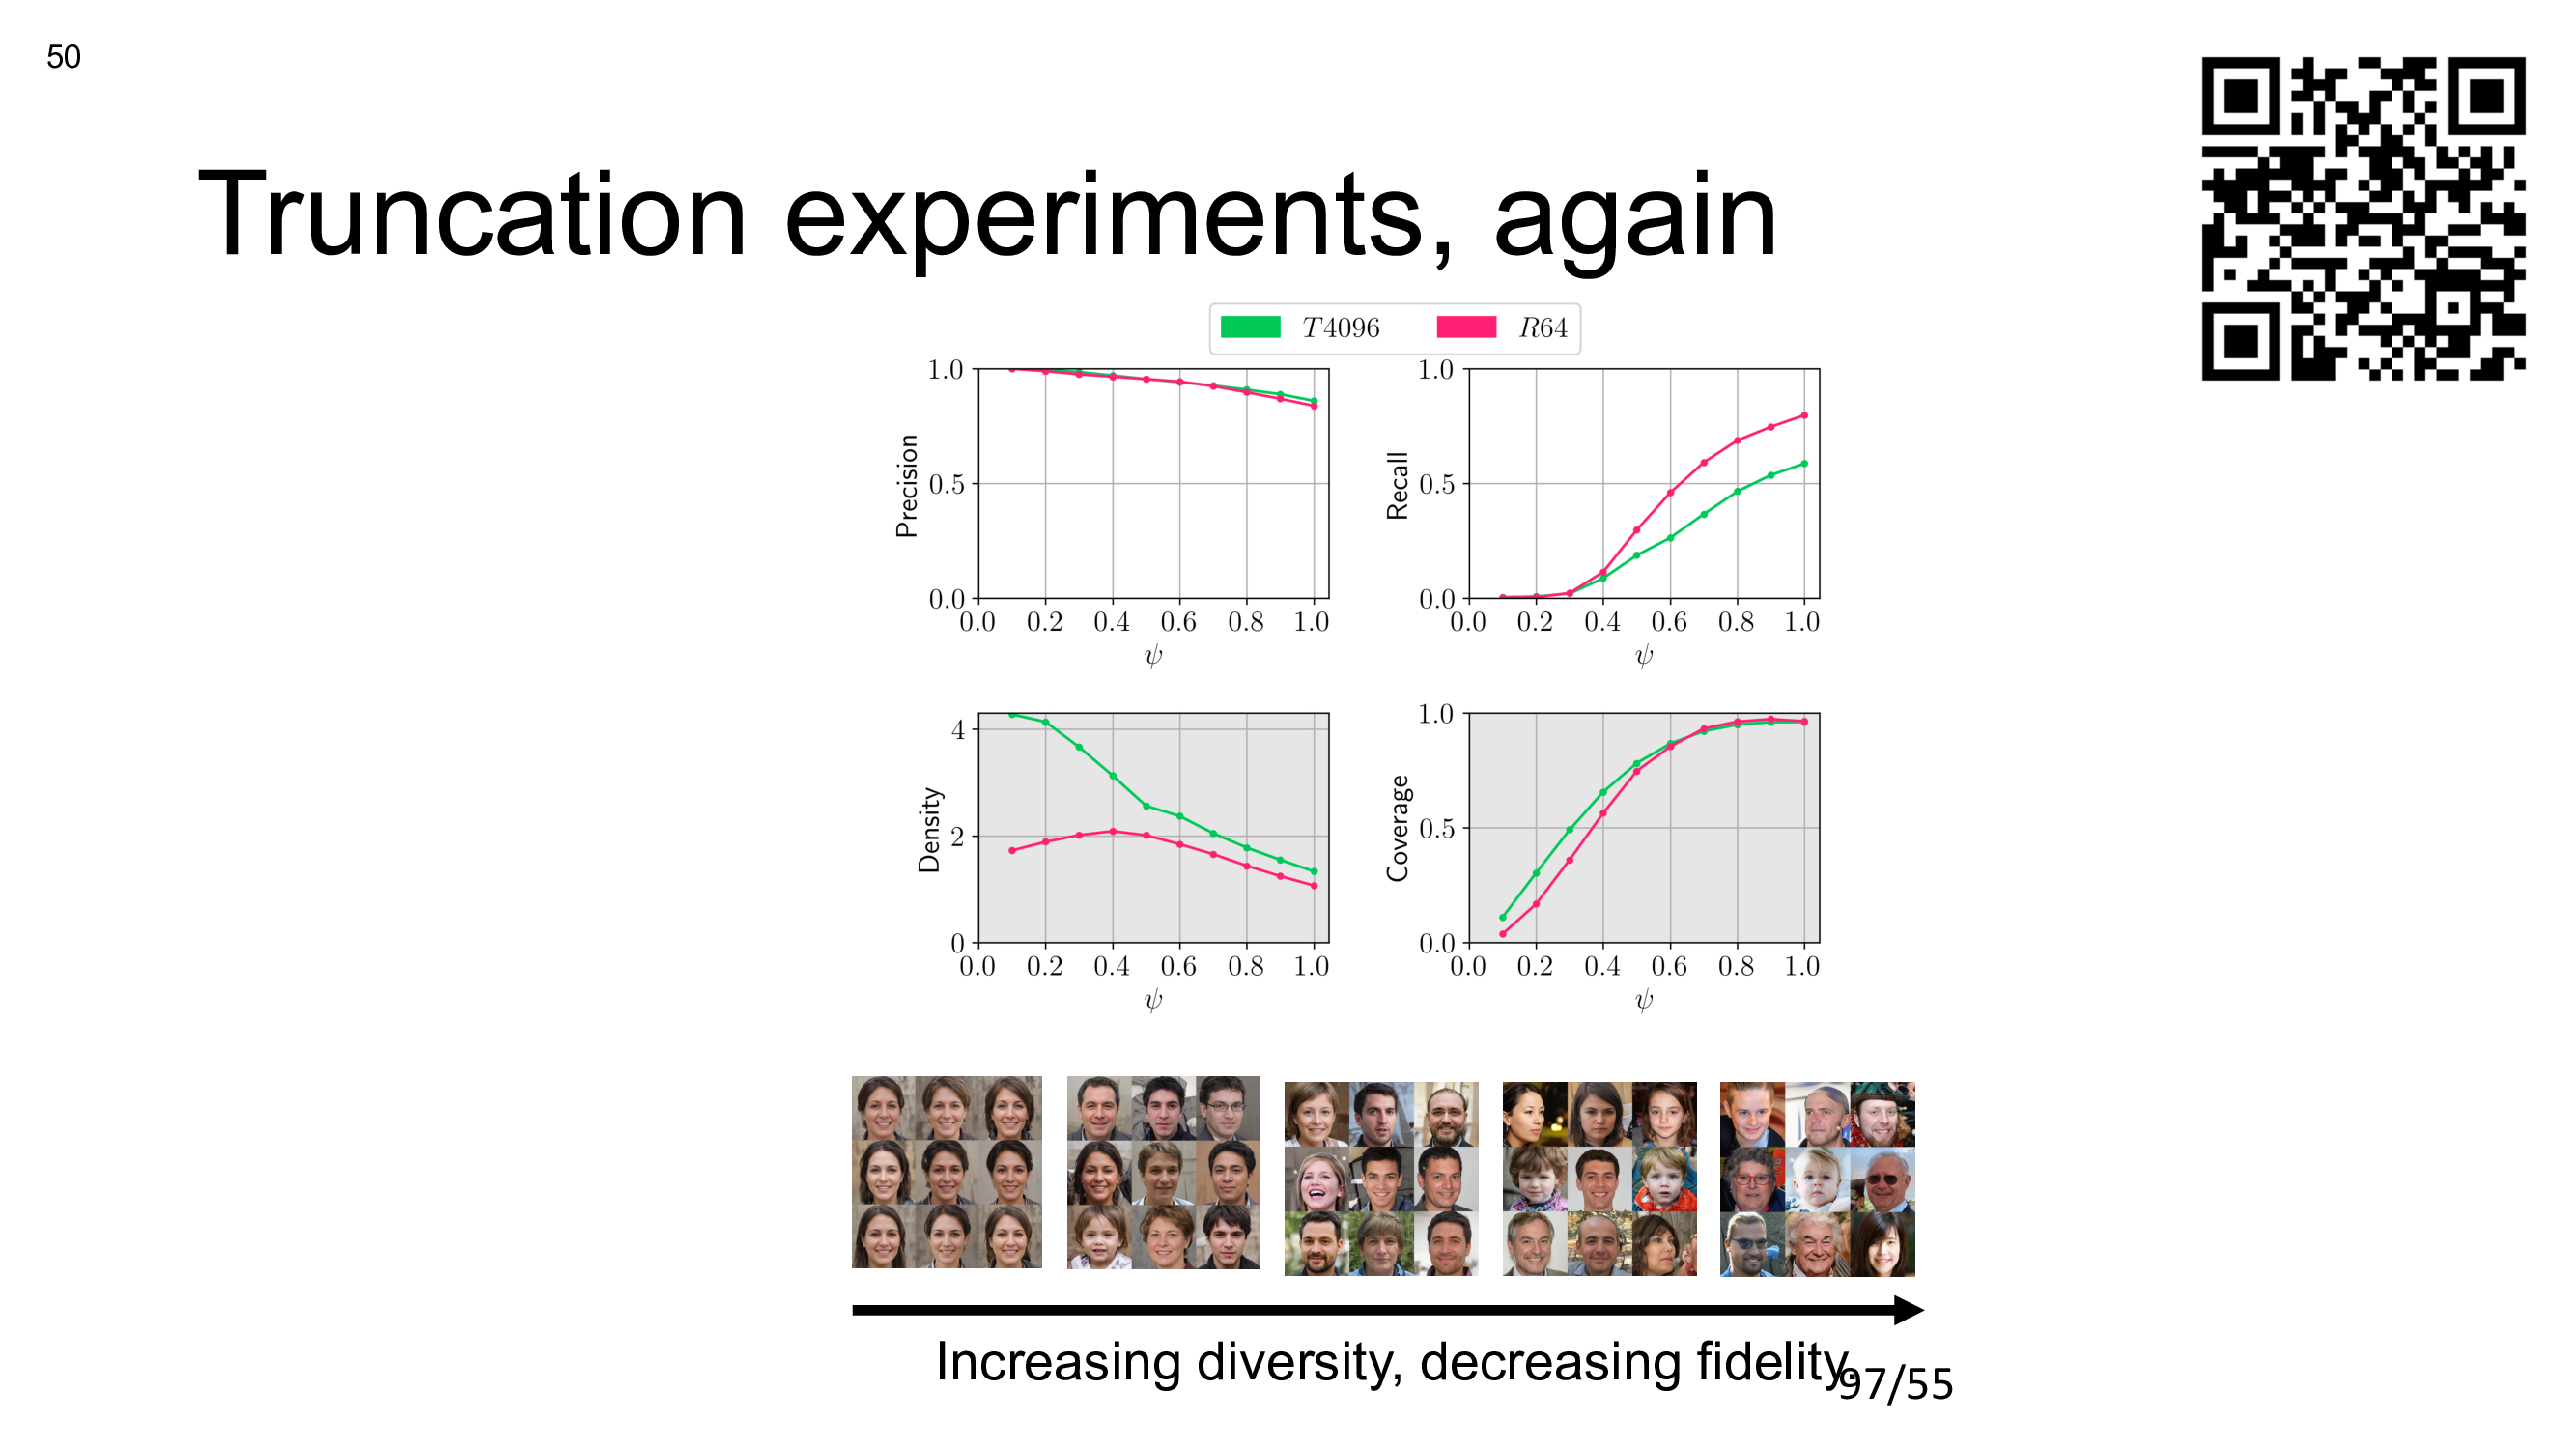 50
Truncation experiments, again
T4096 R64
1.0
0.5
0.0
Precision
0.0 0.2 0.4 0.6 0.8 1.0
ψ
1.0
0.5
0.0
Recall
0.0 0.2 0.4 0.6 0.8 1.0
ψ
4
2
0
Density
0.0 0.2 0.4 0.6 0.8 1.0
ψ
1.0
0.5
0.0
Coverage
0.0 0.2 0.4 0.6 0.8 1.0
ψ
Increasing diversity, decreasing fidelity.
97/55